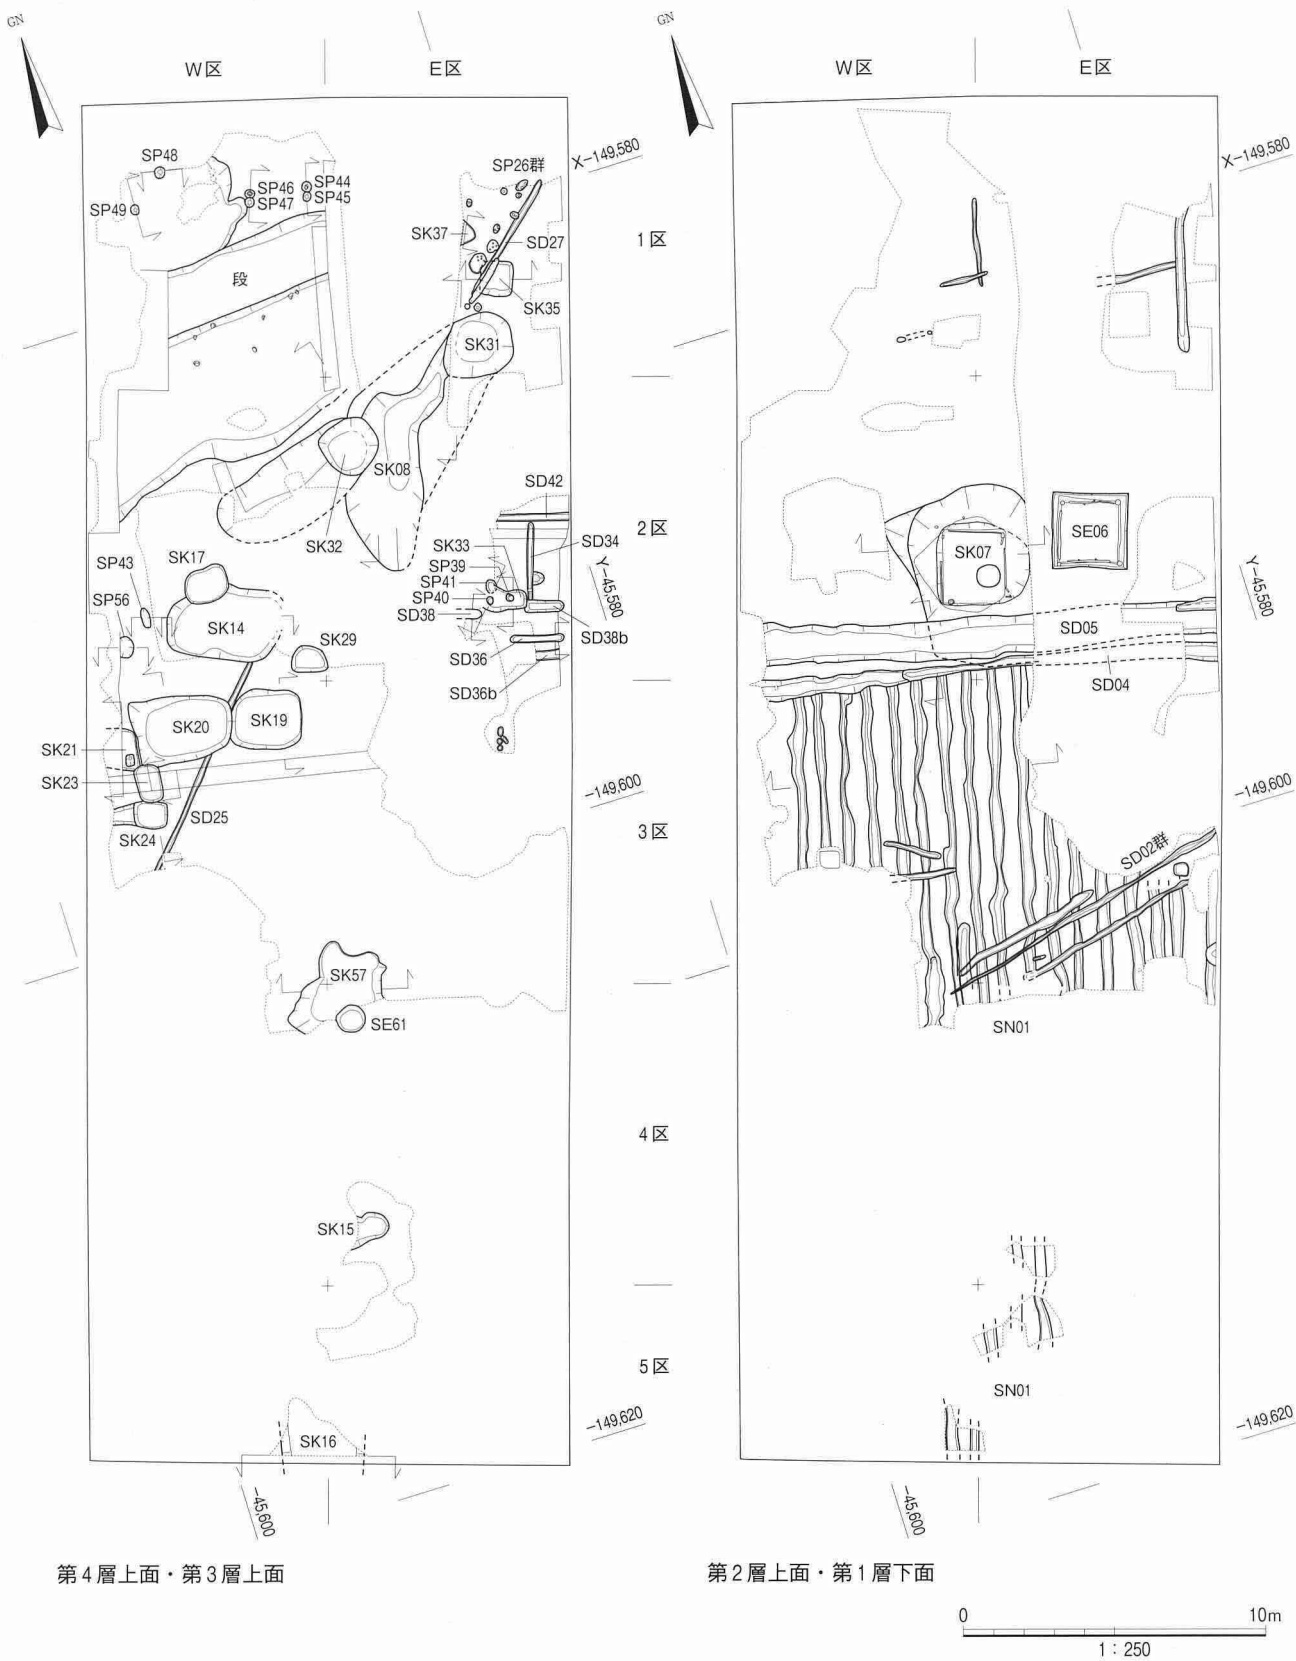 GN
W区
E区
X-149,580
SP48
SP46
SP47
SP44
SP45
SP49
SP26群
SK37
SD27
1区
段
SK35
SK31
SK08
SK32
SD42
2区
SK33
SD34
SP39
SP41
SP40
SD38
Y-45,580
SD38b
SD36
SD36b
SP43
SK17
SP56
SK14
SK29
SK20
SK19
SK21
SK23
SK24
SD25
-149,600
3区
SK57
SE61
4区
SK15
5区
SK16
-149,620
-45,600
第4層上面・第3層上面
GN
W区
E区
X-149,580
SK07
SE06
Y-45,580
SD05
SD04
-149,600
SD02群
SN01
SN01
-149,620
-45,600
第2層上面・第1層下面
0
10m
1：250